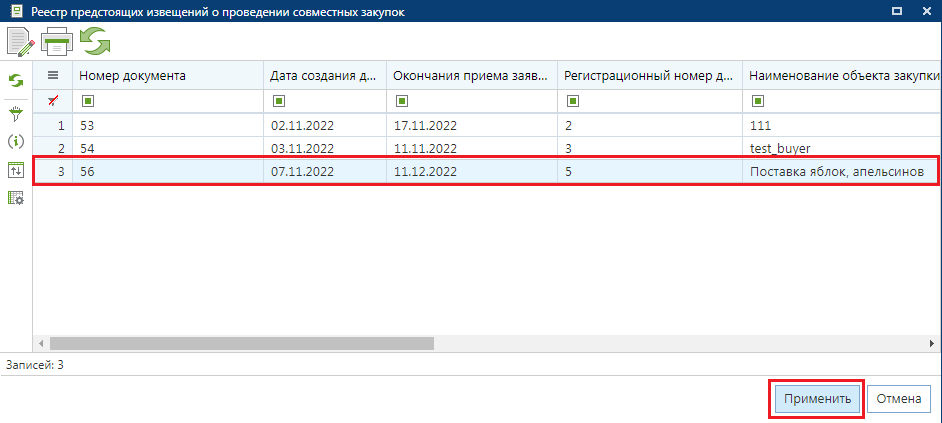 Реестр предстоящих извещений о проведении совместных закупок
Номер документа Дата создания д... Окончания приема заяв... Регистрационный номер д... Наименование объекта закупки
1 53 02.11.2022 17.11.2022 2 111
2 54 03.11.2022 11.11.2022 3 test_buyer
3 56 07.11.2022 11.12.2022 5 Поставка яблок, апельсинов
Записей: 3
Применить Отмена